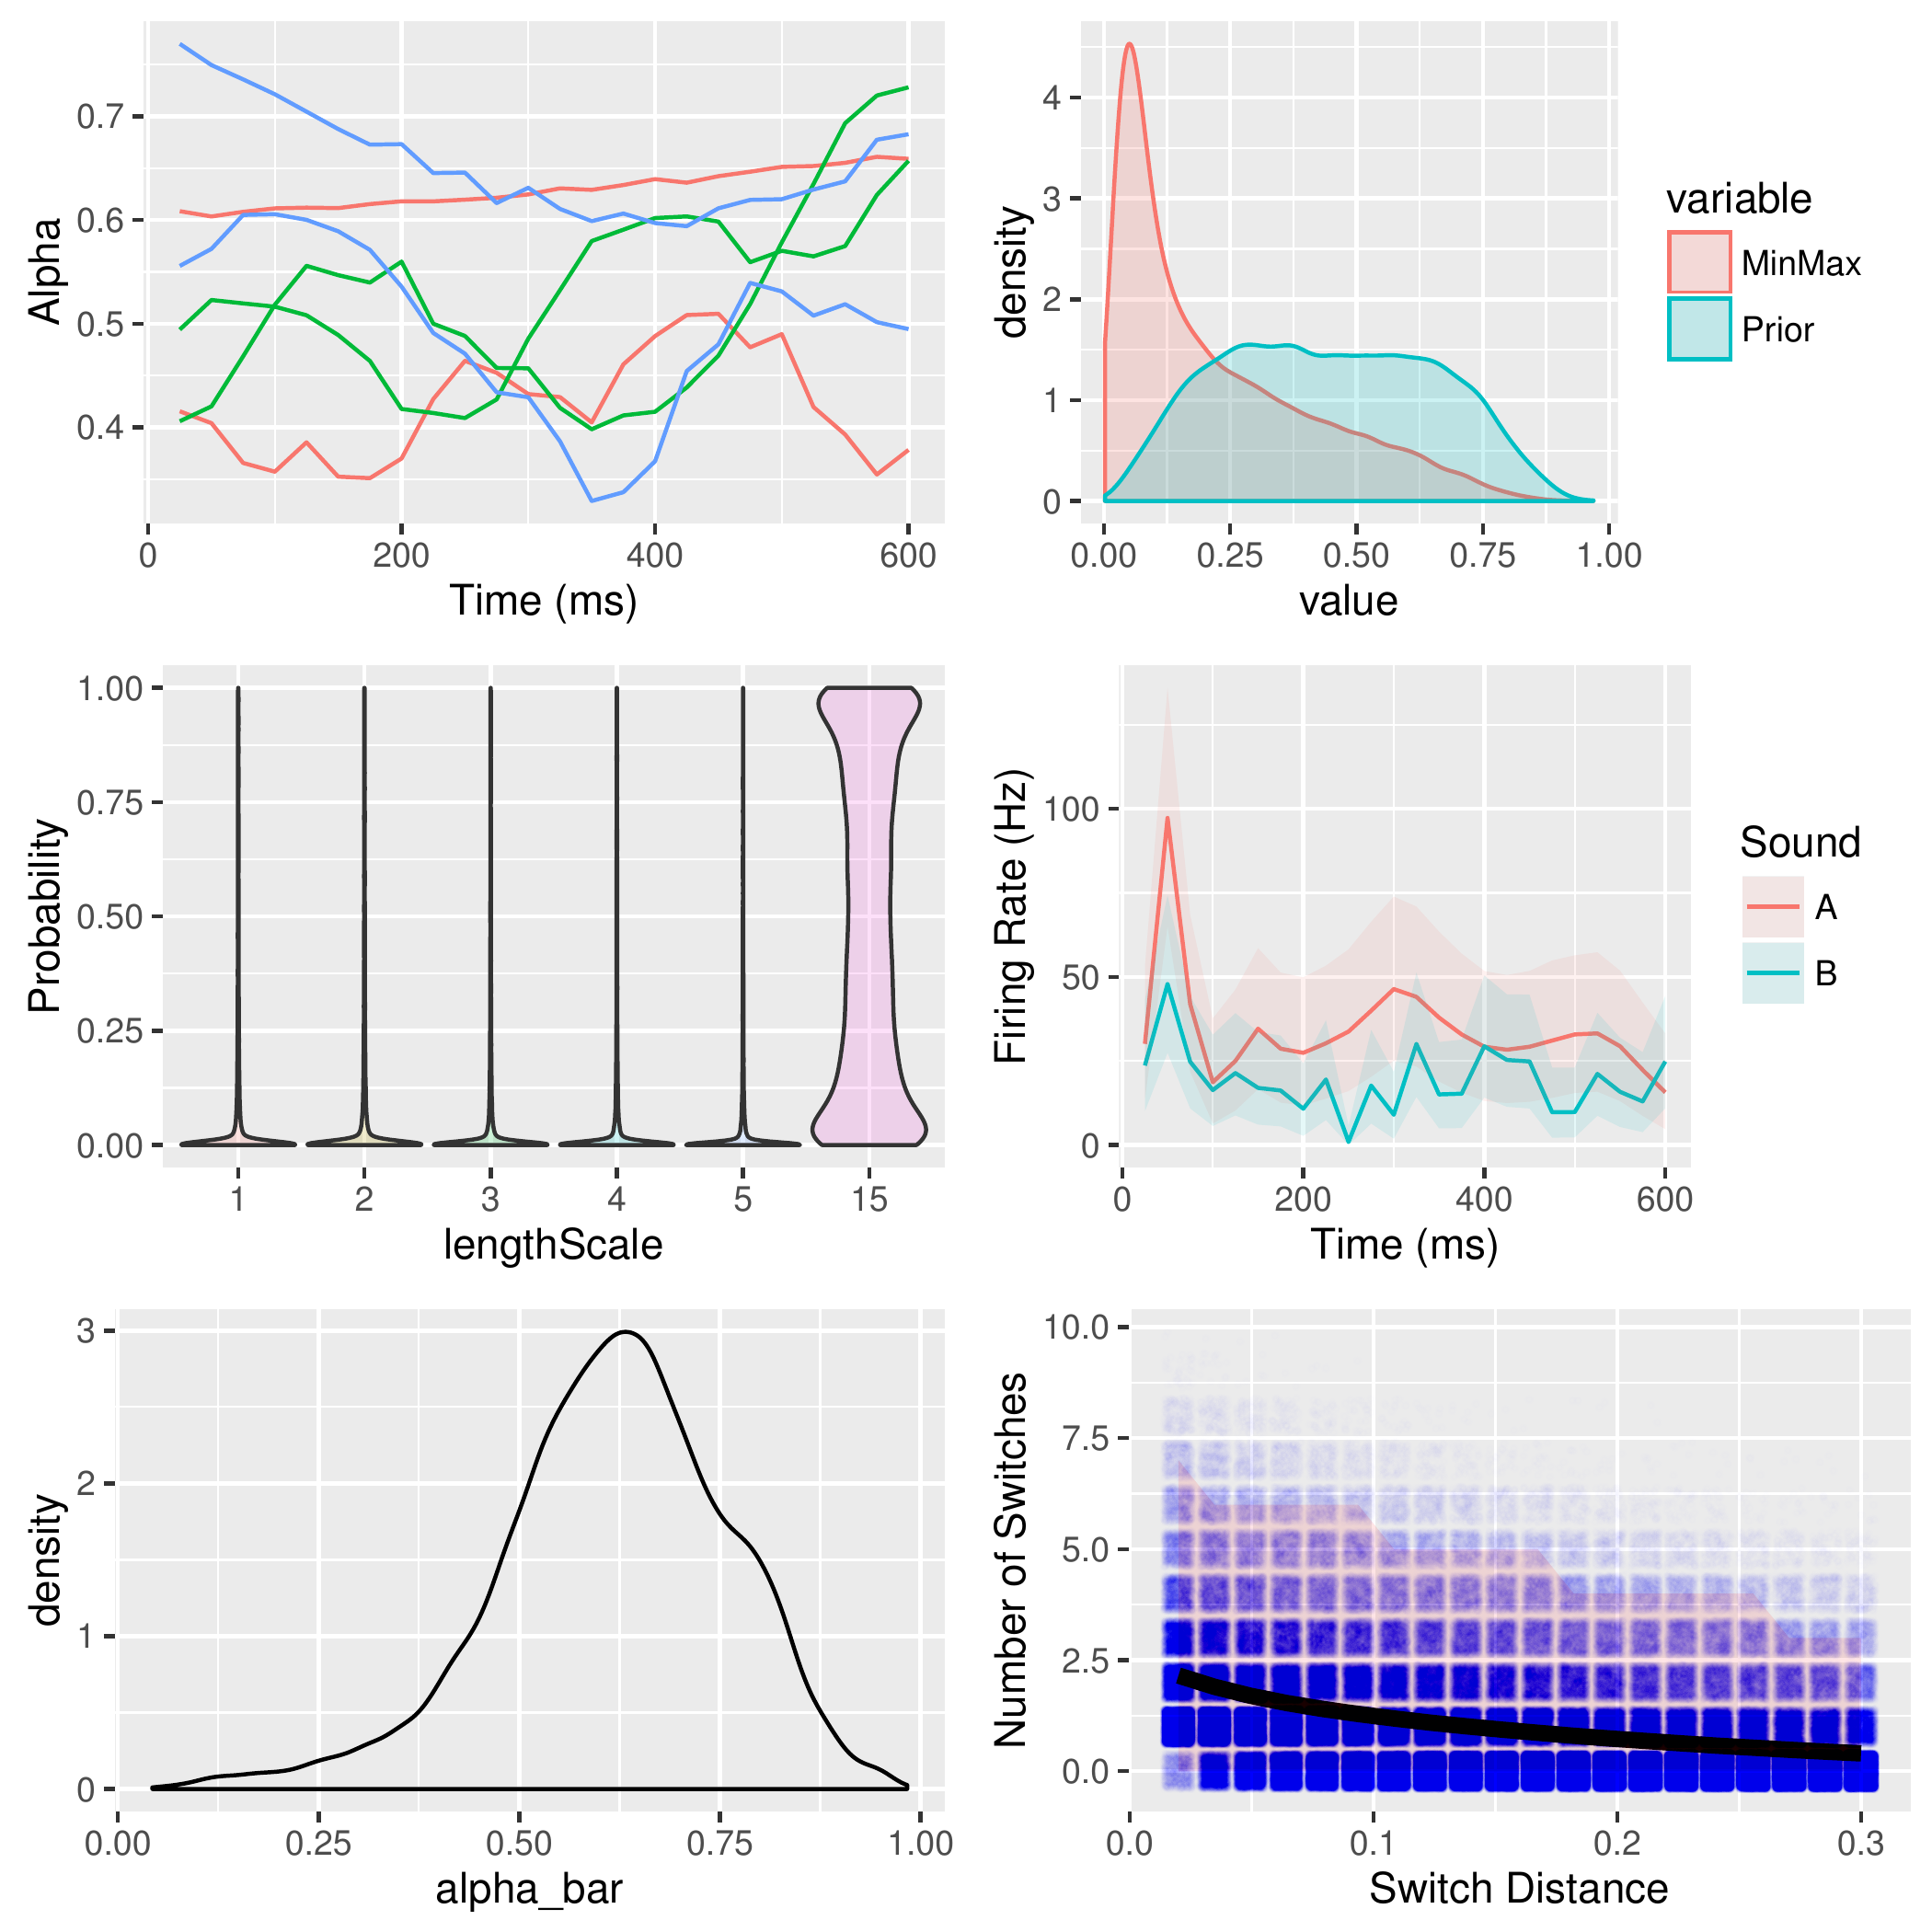 0.7
0.6
0.5
0.4
Alpha
0 200 400 600
Time (ms)
4
3
2
1
0
density
0.00 0.25 0.50 0.75 1.00
value
variable
MinMax
Prior
1.00
0.75
0.50
0.25
0.00
Probability
1 2 3 4 5 15
lengthScale
100
50
0
Firing Rate (Hz)
0 200 400 600
Time (ms)
Sound
A
B
3
2
1
0
density
0.00 0.25 0.50 0.75 1.00
alpha_bar
10.0
7.5
5.0
2.5
0.0
Number of Switches
0.0 0.1 0.2 0.3
Switch Distance